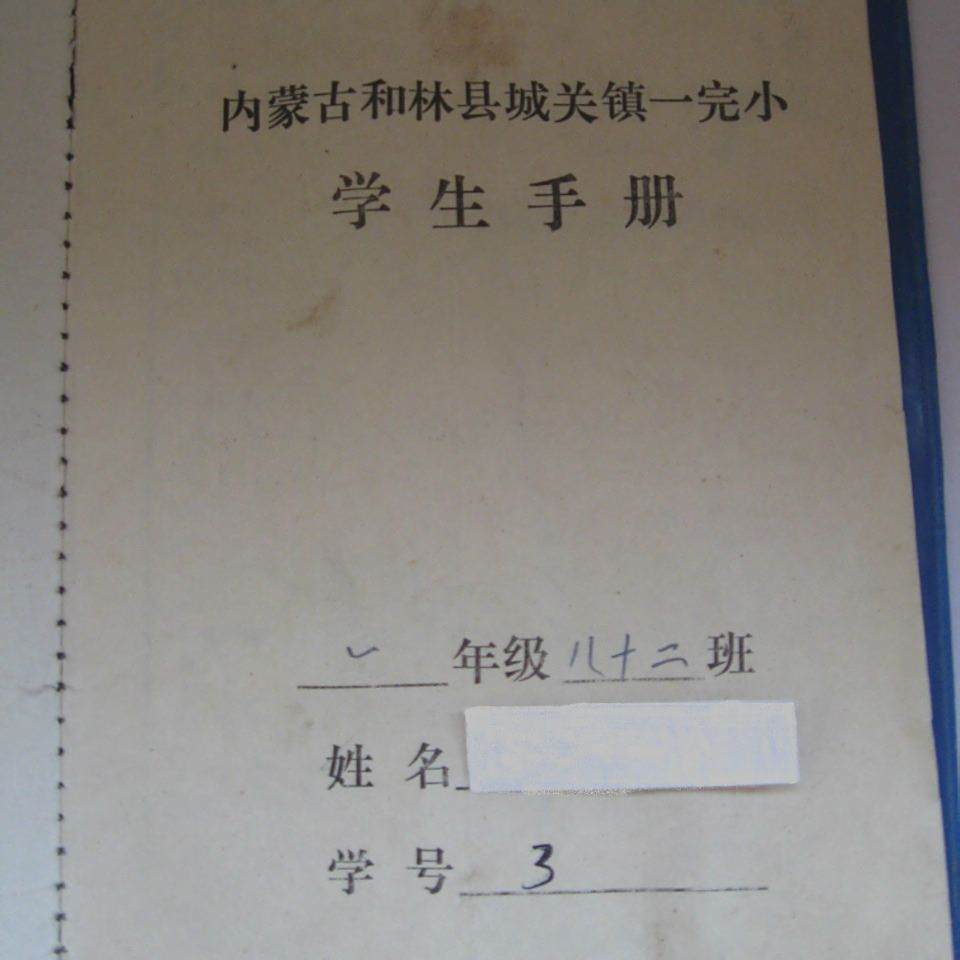 内蒙古和林县城关镇一完小
学生手册
一年级八十二班
姓名
学号 3